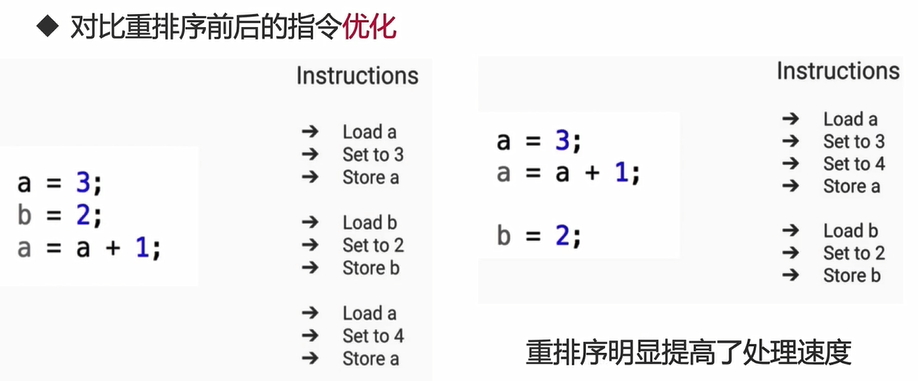 ◆ 对比重排序前后的指令优化
a = 3;
b = 2;
a = a + 1;
Instructions
➔ Load a
➔ Set to 3
➔ Store a
➔ Load b
➔ Set to 2
➔ Store b
➔ Load a
➔ Set to 4
➔ Store a
a = 3;
a = a + 1;
b = 2;
Instructions
➔ Load a
➔ Set to 3
➔ Set to 4
➔ Store a
➔ Load b
➔ Set to 2
➔ Store b
重排序明显提高了处理速度